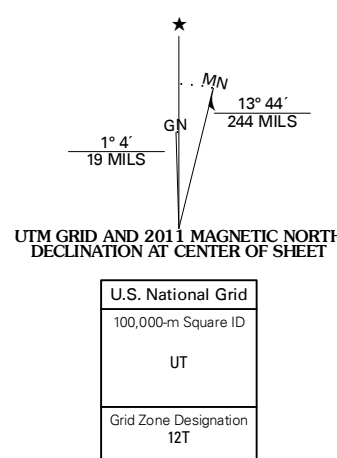 ★
MN
GN
13° 44´
244 MILS
1° 4´
19 MILS
UTM GRID AND 2011 MAGNETIC NORTH
DECLINATION AT CENTER OF SHEET
U.S. National Grid
100,000-m Square ID
UT
Grid Zone Designation
12T